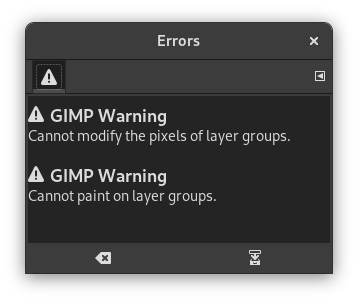 Errors
GIMP Warning
Cannot modify the pixels of layer groups.
GIMP Warning
Cannot paint on layer groups.